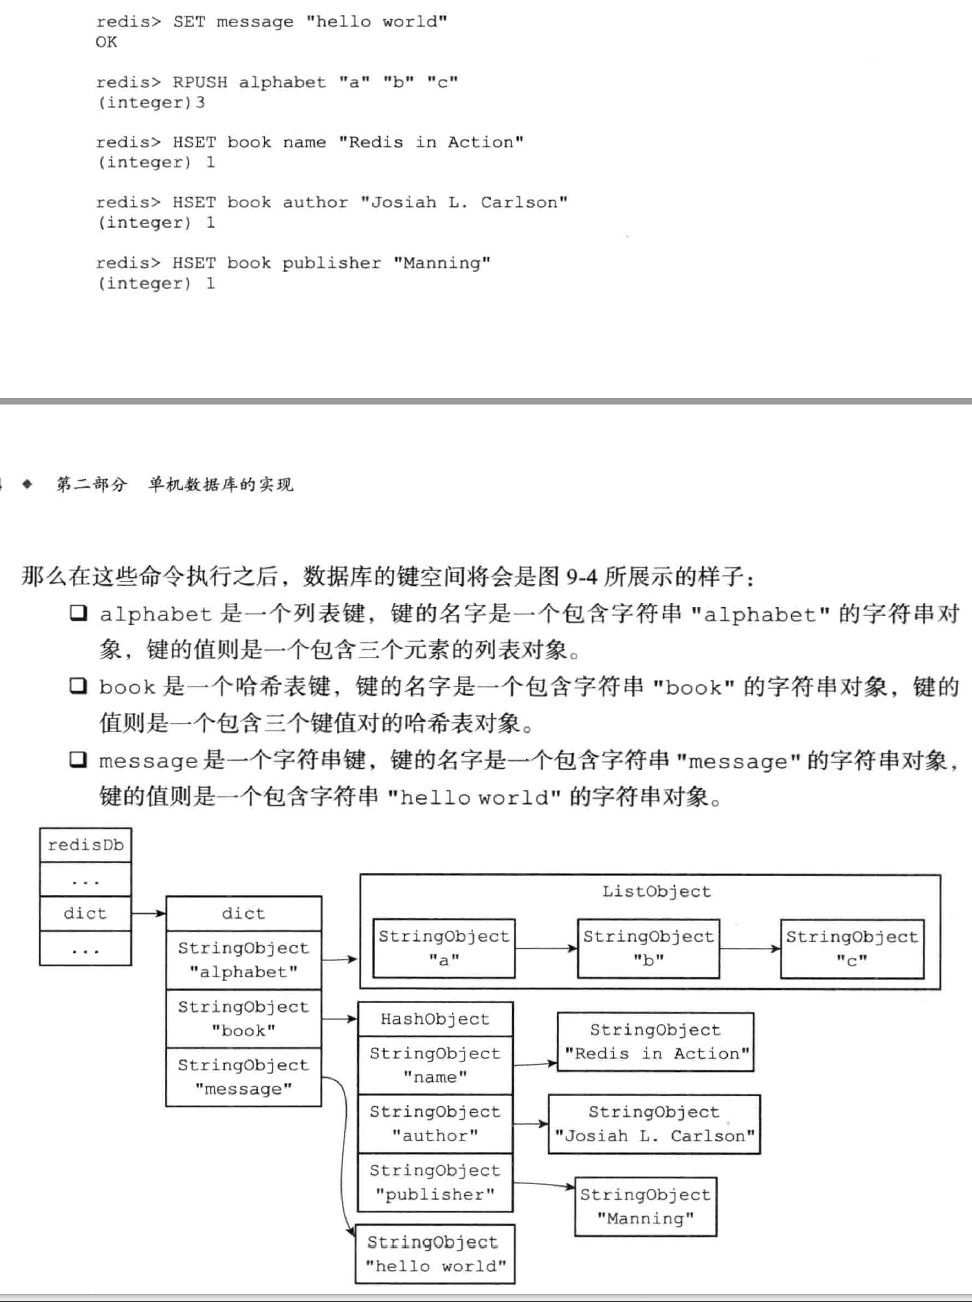 redis> SET message "hello world"
OK
redis> RPUSH alphabet "a" "b" "c"
(integer)3
redis> HSET book name "Redis in Action"
(integer) 1
redis> HSET book author "Josiah L. Carlson"
(integer) 1
redis> HSET book publisher "Manning"
(integer) 1
◆ 第二部分 单机数据库的实现
那么在这些命令执行之后，数据库的键空间将会是图 9-4 所展示的样子：
❑ alphabet 是一个列表键，键的名字是一个包含字符串 "alphabet" 的字符串对
象，键的值则是一个包含三个元素的列表对象。
❑ book 是一个哈希表键，键的名字是一个包含字符串 "book" 的字符串对象，键的
值则是一个包含三个键值对的哈希表对象。
❑ message 是一个字符串键，键的名字是一个包含字符串 "message" 的字符串对象，
键的值则是一个包含字符串 "hello world" 的字符串对象。
redisDb
...
dict
...
dict
StringObject
"alphabet"
StringObject
"book"
StringObject
"message"
ListObject
StringObject
"a"
StringObject
"b"
StringObject
"c"
HashObject
StringObject
"name"
StringObject
"author"
StringObject
"publisher"
StringObject
"Redis in Action"
StringObject
"Josiah L. Carlson"
StringObject
"Manning"
StringObject
"hello world"